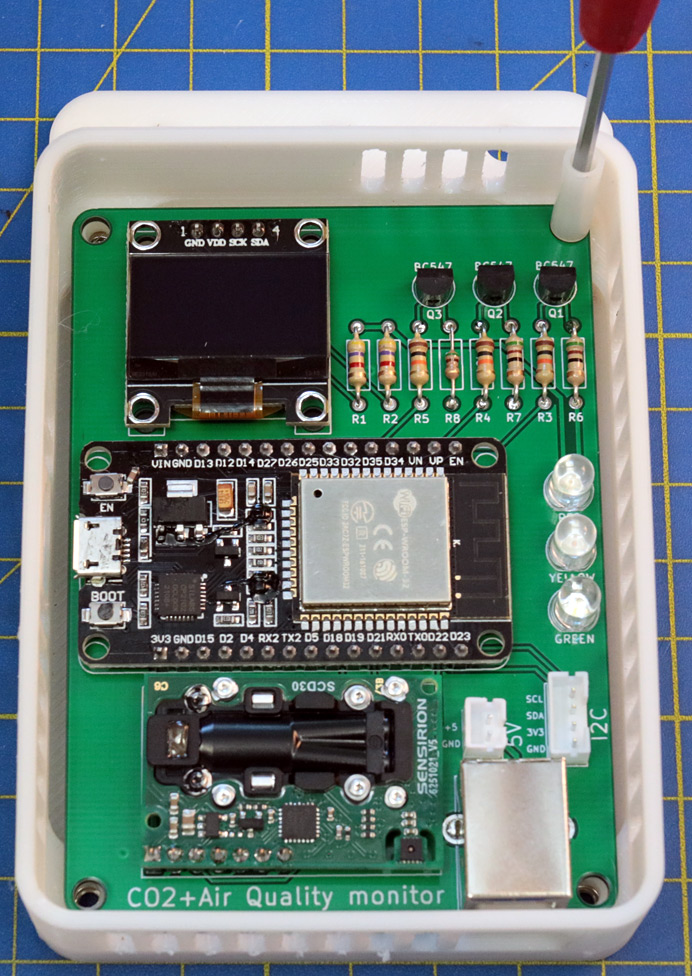 1 4
GND VDD SCK SDA
BC547 BC547 BC547
Q3 Q2 Q1
R1 R2 R5 R8 R4 R7 R3 R6
VIN GND D13 D12 D14 D27 D26 D25 D33 D32 D35 D34 VN VP EN
EN
BOOT
YELLOW
GREEN
3V3 GND D15 D2 D4 RX2 TX2 D5 D18 D19 D21 RX0 TX0 D22 D23
SCD30
SENSIRION
SCL
SDA
3V3
GND
I2C
+5
GND
5V
CO2+Air Quality monitor